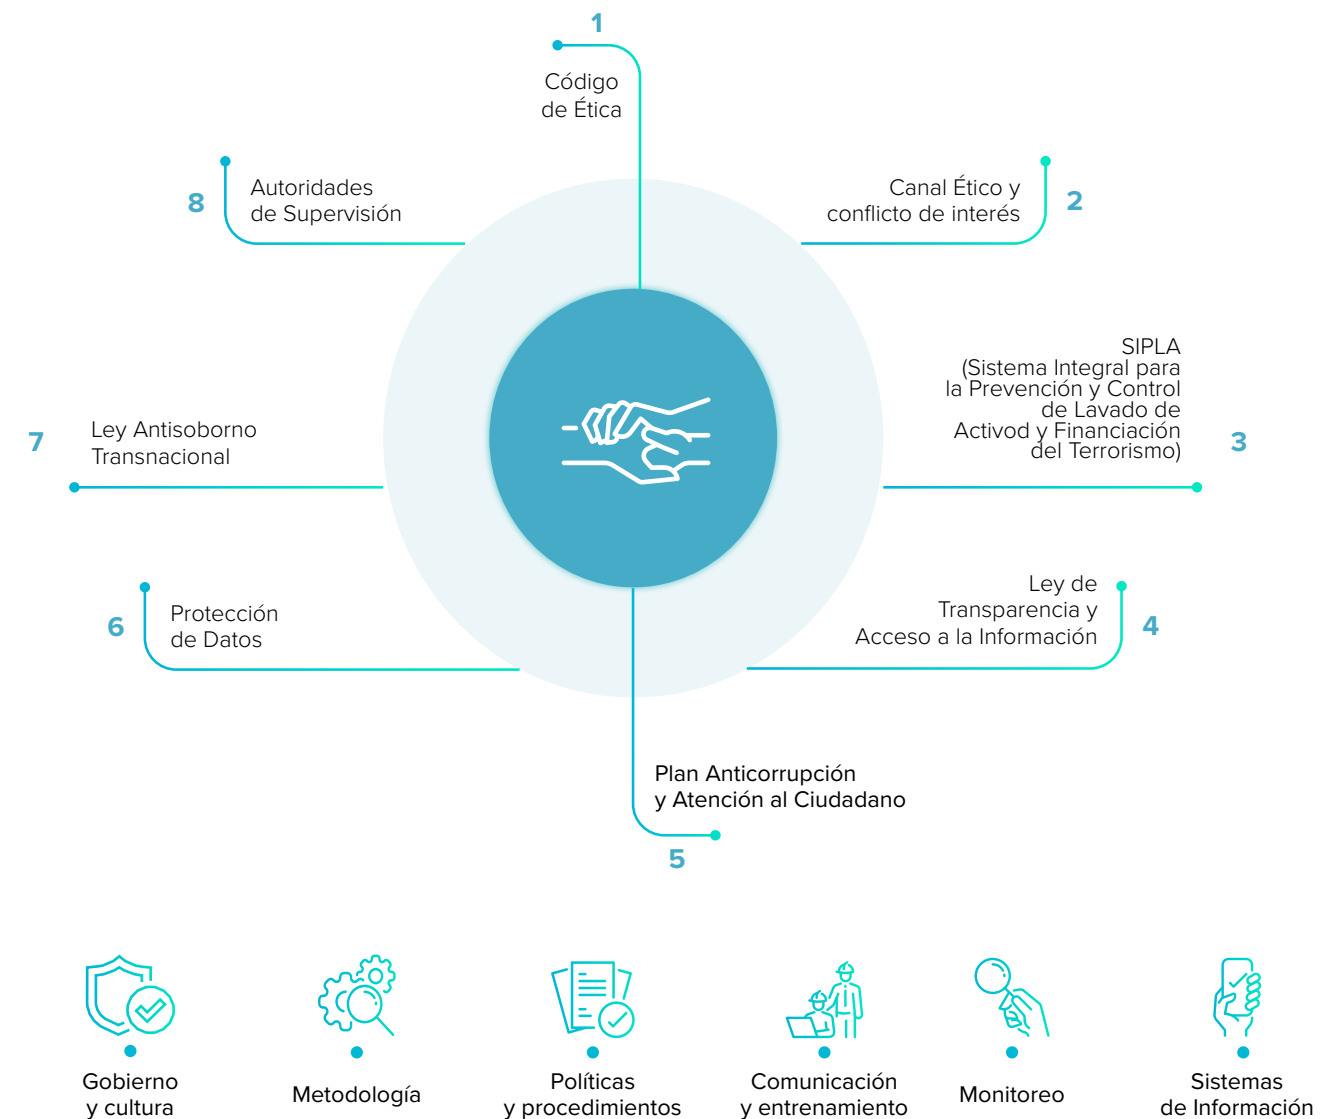 1
Código
de Ética
Canal Ético y
conflicto de interés
2
SIPLA
(Sistema Integral para
la Prevención y Control
de Lavado de
Activod y Financiación
del Terrorismo)
3
Ley de
Transparencia y
Acceso a la Información
4
Plan Anticorrupción
y Atención al Ciudadano
5
6
Protección
de Datos
7
Ley Antisoborno
Transnacional
8
Autoridades
de Supervisión
Gobierno
y cultura
Metodología
Políticas
y procedimientos
Comunicación
y entrenamiento
Monitoreo
Sistemas
de Información